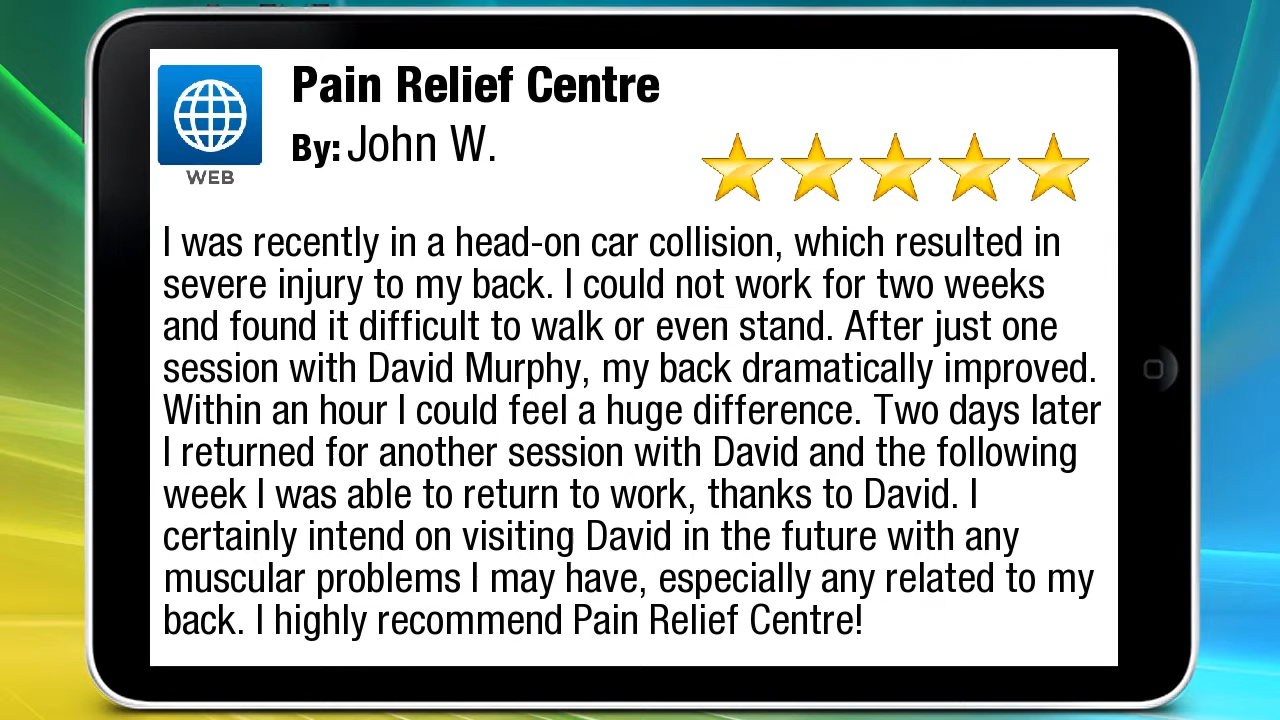 Pain Relief Centre
By: John W.
WEB
I was recently in a head-on car collision, which resulted in
severe injury to my back. I could not work for two weeks
and found it difficult to walk or even stand. After just one
session with David Murphy, my back dramatically improved.
Within an hour I could feel a huge difference. Two days later
I returned for another session with David and the following
week I was able to return to work, thanks to David. I
certainly intend on visiting David in the future with any
muscular problems I may have, especially any related to my
back. I highly recommend Pain Relief Centre!